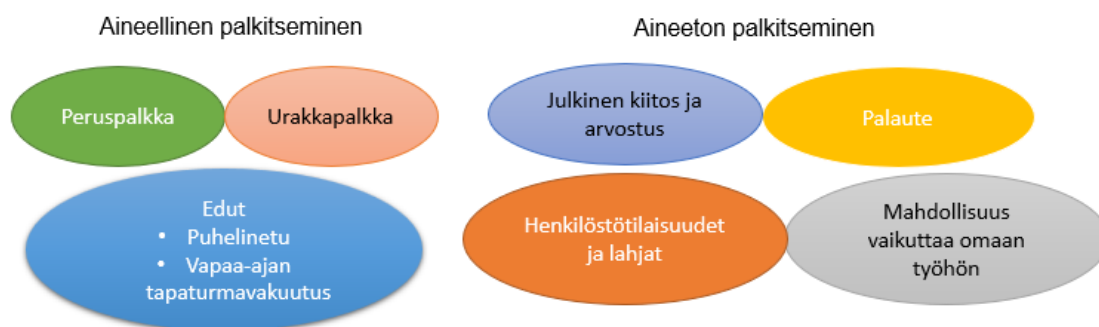 Aineellinen palkitseminen
Aineeton palkitseminen
Peruspalkka
Urakkapalkka
Edut
• Puhelinetu
• Vapaa-ajan
tapaturmavakuutus
Julkinen kiitos ja
arvostus
Palaute
Henkilöstötilaisuudet
ja lahjat
Mahdollisuus
vaikuttaa omaan
työhön